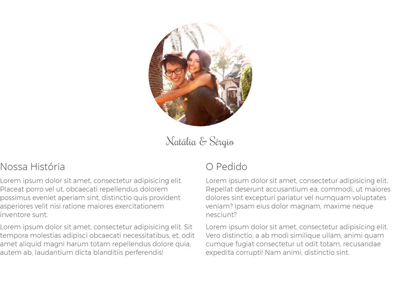 Natália & Sérgio
Nossa História
Lorem ipsum dolor sit amet, consectetur adipisicing elit.
Placeat porro vel ut, obcaecati repellendus dolorem
possimus eveniet aperiam sint, distinctio quis provident
asperiores velit nisi ratione maiores exercitationem
inventore sunt.
Lorem ipsum dolor sit amet, consectetur adipisicing elit. Sit
tempora molestias adipisci obcaecati necessitatibus, et, odit
amet aliquid magni harum totam repellendus dolore quia,
autem ab, laudantium dicta blanditiis perferendis!
O Pedido
Lorem ipsum dolor sit amet, consectetur adipisicing elit.
Repellat deserunt accusantium ea, commodi, ut maiores
dolores sint excepturi pariatur vel numquam voluptates
veniam? Ipsam eius dolor magnam, maxime neque
nesciunt?
Lorem ipsum dolor sit amet, consectetur adipisicing elit.
Vero distinctio, a ab modi similique ullam, animi quam
cumque fugiat consectetur ut odit totam, recusandae
expedita corrupti! Nam animi, distinctio sint.